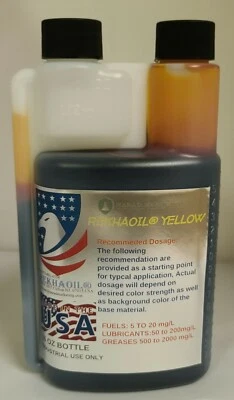 REKHAOIL® YELLOW
Recommended Dosage:
The following
recommendation are
provided as a starting point
for typical application, Actual
dosage will depend on
desired color strength as well
as background color of the
base material.
FUELS: 5 TO 20 mg/L
LUBRICANTS:50 to 200mg/L
GREASES 500 to 2000 mg/L
USA
OZ BOTTLE
USTRIAL USE ONLY